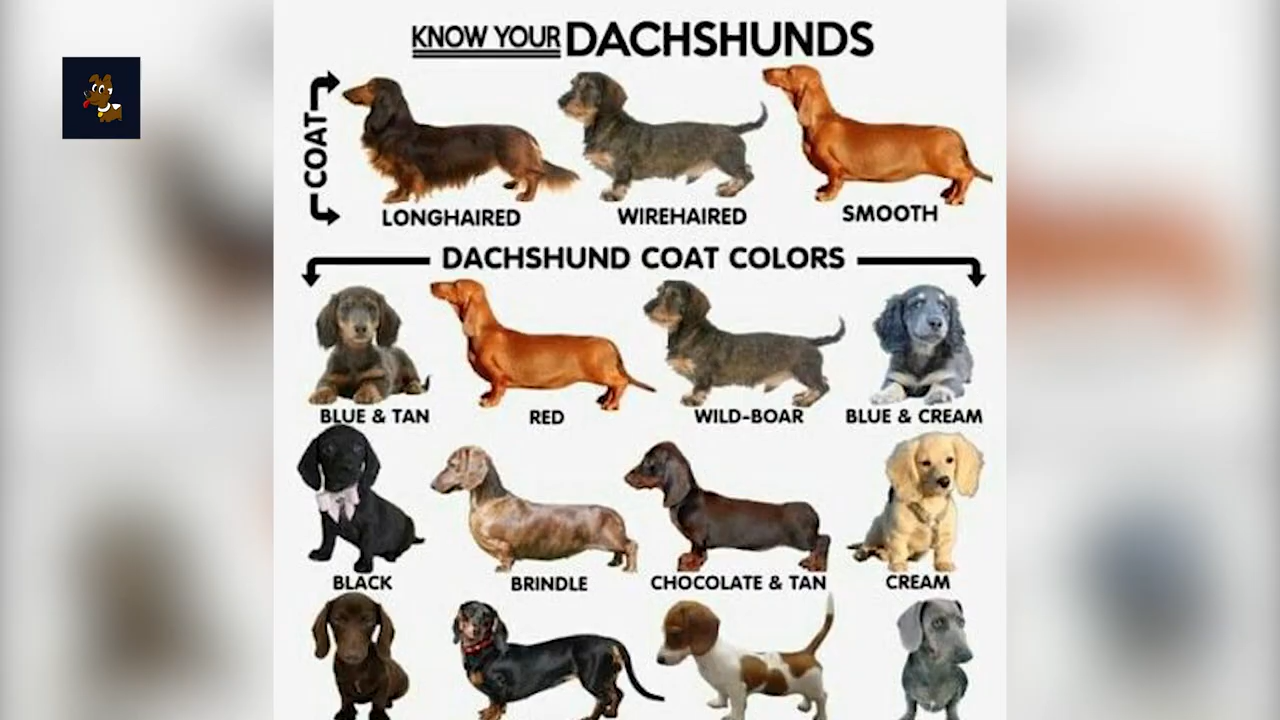 KNOW YOUR DACHSHUNDS
COAT
LONGHAIRED
WIREHAIRED
SMOOTH
DACHSHUND COAT COLORS
BLUE & TAN
RED
WILD-BOAR
BLUE & CREAM
BLACK
BRINDLE
CHOCOLATE & TAN
CREAM